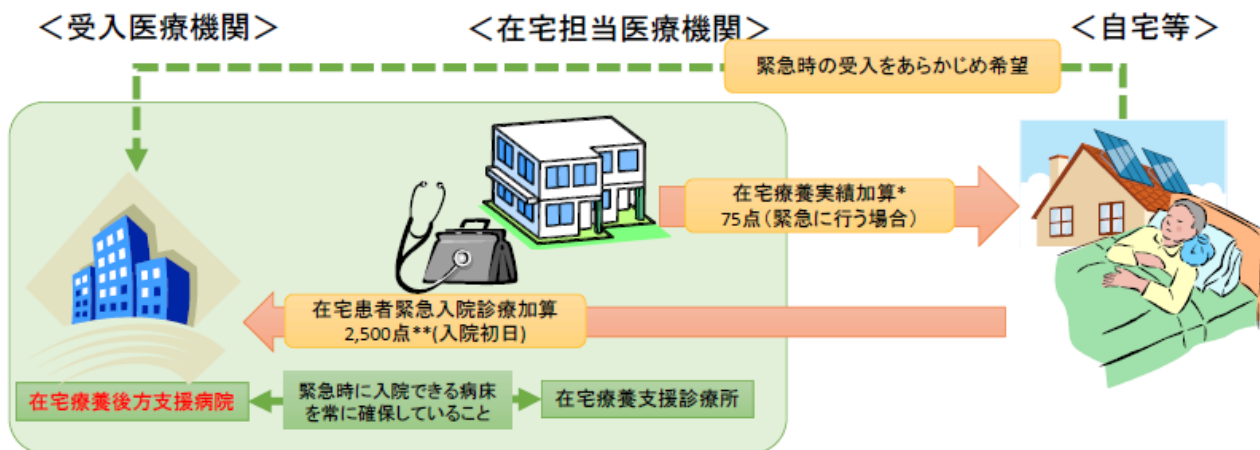 ＜受入医療機関＞
＜在宅担当医療機関＞
＜自宅等＞
緊急時の受入をあらかじめ希望
在宅療養実績加算*
75点（緊急に行う場合）
在宅患者緊急入院診療加算
2,500点**(入院初日)
在宅療養後方支援病院
緊急時に入院できる病床
を常に確保していること
在宅療養支援診療所